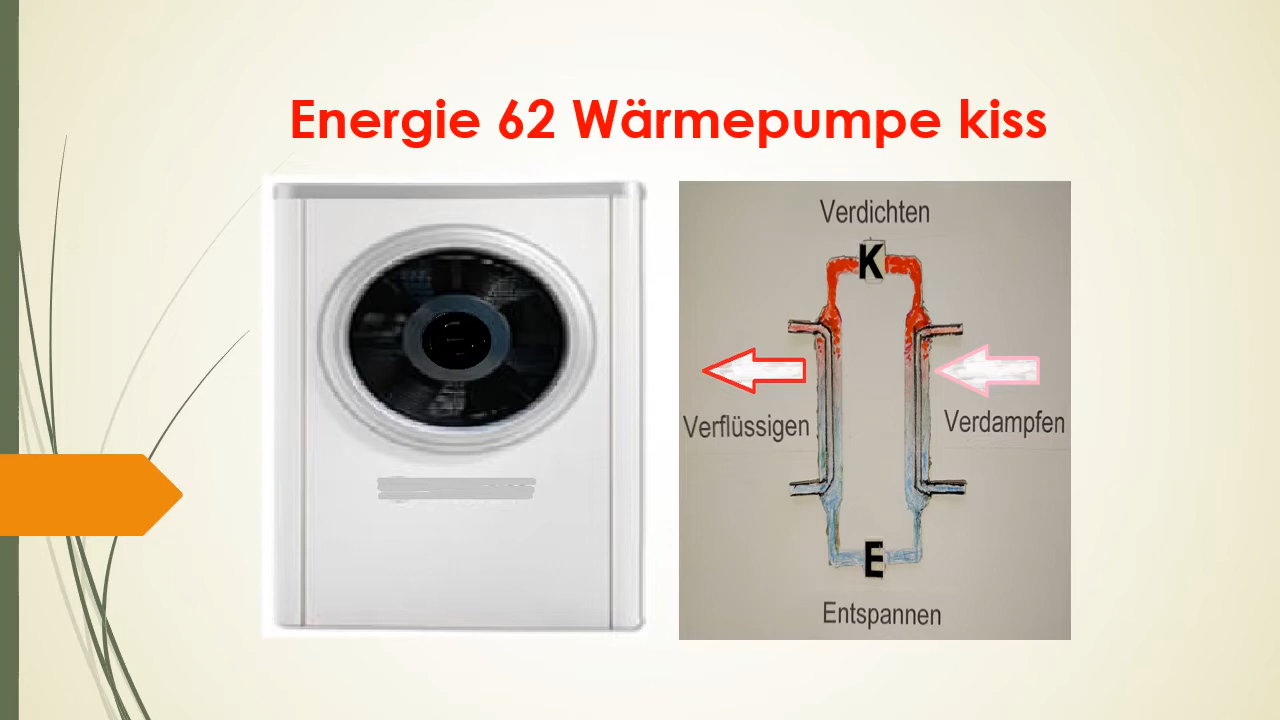 Energie 62 Wärmepumpe kiss
Verdichten
K
Verflüssigen
Verdampfen
E
Entspannen